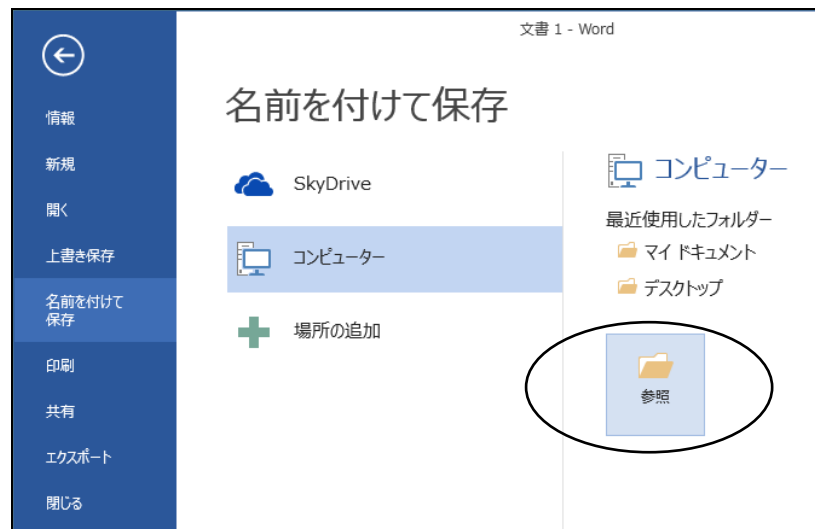 文書 1 - Word
情報
新規
開く
上書き保存
名前を付けて
保存
印刷
共有
エクスポート
閉じる
名前を付けて保存
SkyDrive
コンピューター
場所の追加
コンピューター
最近使用したフォルダー
マイ ドキュメント
デスクトップ
参照